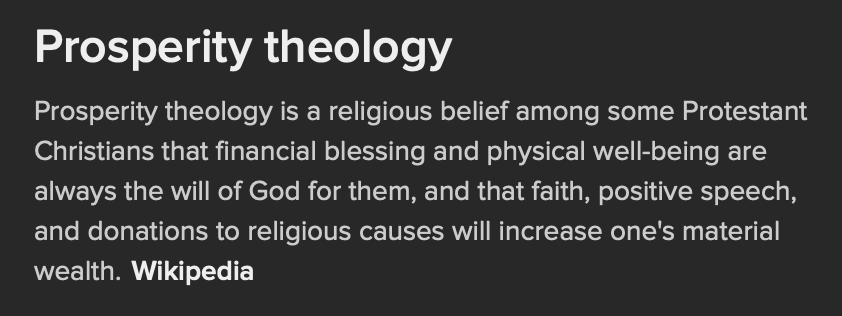 Prosperity theology
Prosperity theology is a religious belief among some Protestant
Christians that financial blessing and physical well-being are
always the will of God for them, and that faith, positive speech,
and donations to religious causes will increase one's material
wealth. Wikipedia